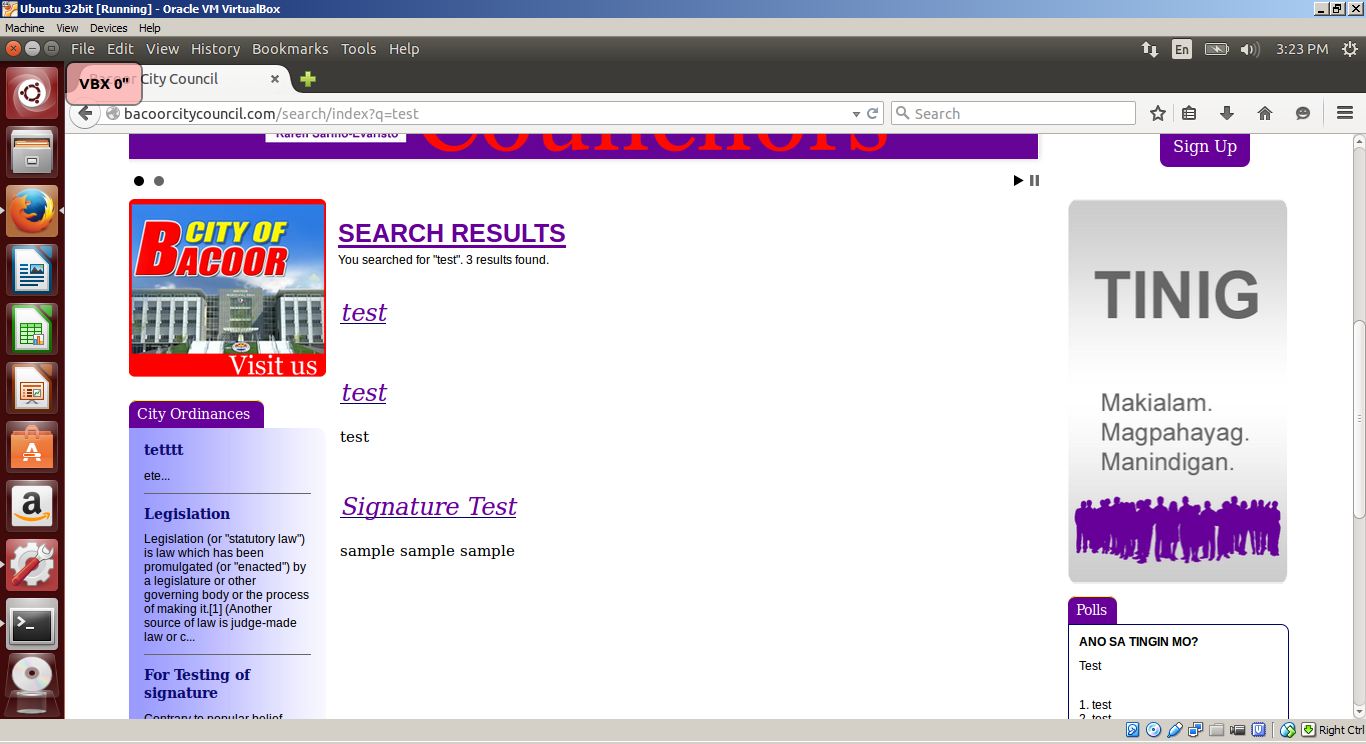 Ubuntu 32bit [Running] - Oracle VM VirtualBox
Machine View Devices Help
File Edit View History Bookmarks Tools Help
En
3:23 PM
VBX 0"
City Council
bacoorcitycouncil.com/search/index?q=test
Search
Karen Sarino-Evaristo
Councilors
Sign Up
CITY OF
BACOOR
Visit us
SEARCH RESULTS
You searched for "test". 3 results found.
test
test
test
Signature Test
sample sample sample
City Ordinances
tetttt
ete...
Legislation
Legislation (or "statutory law")
is law which has been
promulgated (or "enacted") by
a legislature or other
governing body or the process
of making it.[1] (Another
source of law is judge-made
law or c...
For Testing of
signature
Contrary to popular belief
TINIG
Makialam.
Magpahayag.
Manindigan.
Polls
ANO SA TINGIN MO?
Test
1. test
2. test
Right Ctrl